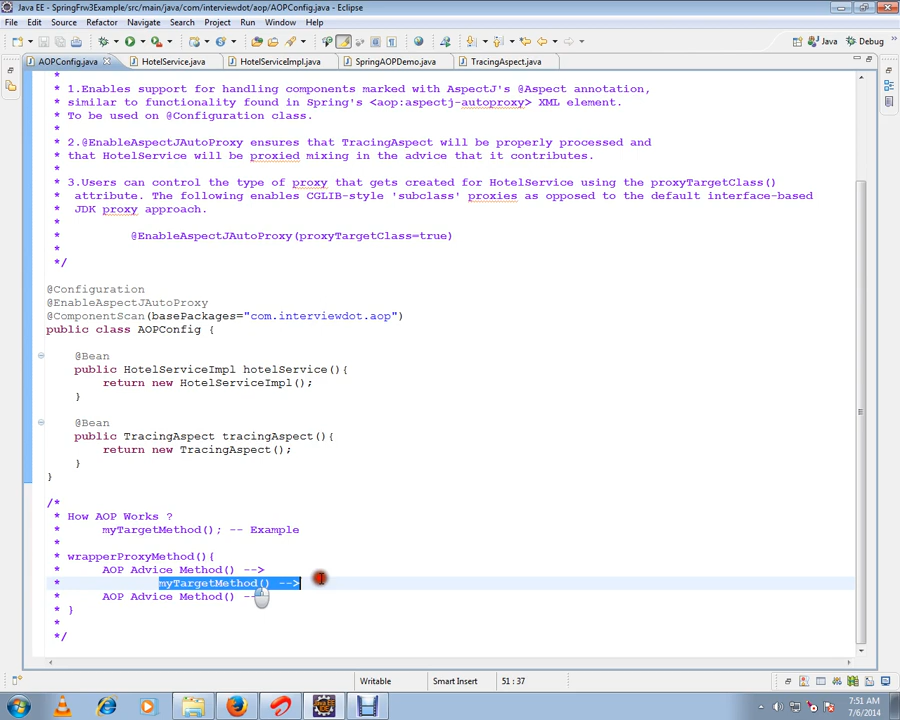 Java EE - SpringFrw3Example/src/main/java/com/interviewdot/aop/AOPConfig.java - Eclipse
File Edit Source Refactor Navigate Search Project Run Window Help
Java Debug
AOPConfig.java HotelService.java HotelServiceImpl.java SpringAOPDemo.java TracingAspect.java
*
* 1.Enables support for handling components marked with AspectJ's @Aspect annotation,
* similar to functionality found in Spring's <aop:aspectj-autoproxy> XML element.
* To be used on @Configuration class.
*
* 2.@EnableAspectJAutoProxy ensures that TracingAspect will be properly processed and
* that HotelService will be proxied mixing in the advice that it contributes.
*
* 3.Users can control the type of proxy that gets created for HotelService using the proxyTargetClass()
* attribute. The following enables CGLIB-style 'subclass' proxies as opposed to the default interface-based
* JDK proxy approach.
*
* @EnableAspectJAutoProxy(proxyTargetClass=true)
*
*/
@Configuration
@EnableAspectJAutoProxy
@ComponentScan(basePackages="com.interviewdot.aop")
public class AOPConfig {
@Bean
public HotelServiceImpl hotelService(){
return new HotelServiceImpl();
}
@Bean
public TracingAspect tracingAspect(){
return new TracingAspect();
}
}
/*
* How AOP Works ?
* myTargetMethod(); -- Example
*
* wrapperProxyMethod(){
* AOP Advice Method() -->
* myTargetMethod() -->
* AOP Advice Method() --
* }
*
*/
Writable Smart Insert 51 : 37
7:51 AM
7/6/2014